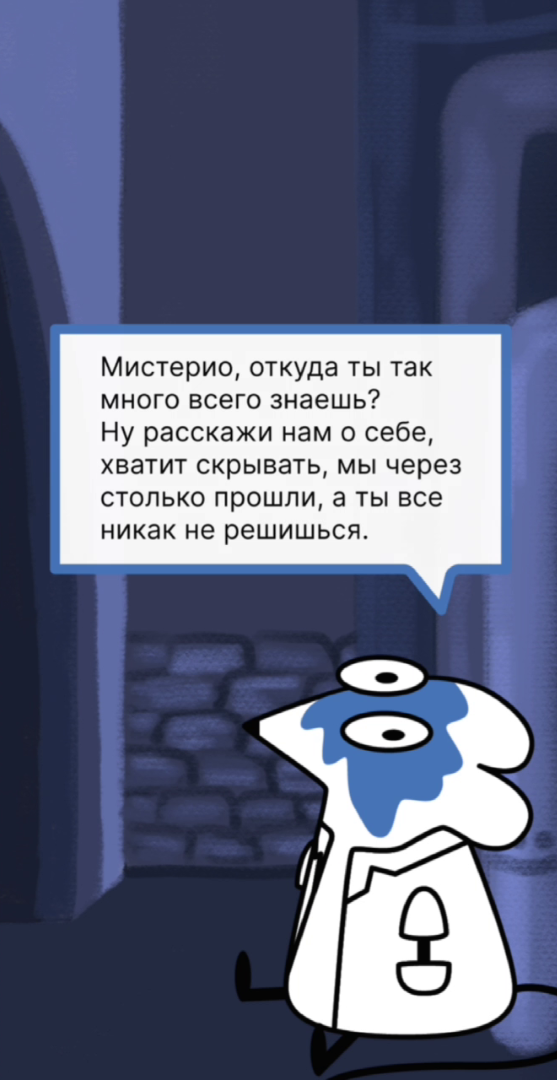 Мистерио, откуда ты так
много всего знаешь?
Ну расскажи нам о себе,
хватит скрывать, мы через
столько прошли, а ты все
никак не решишься.